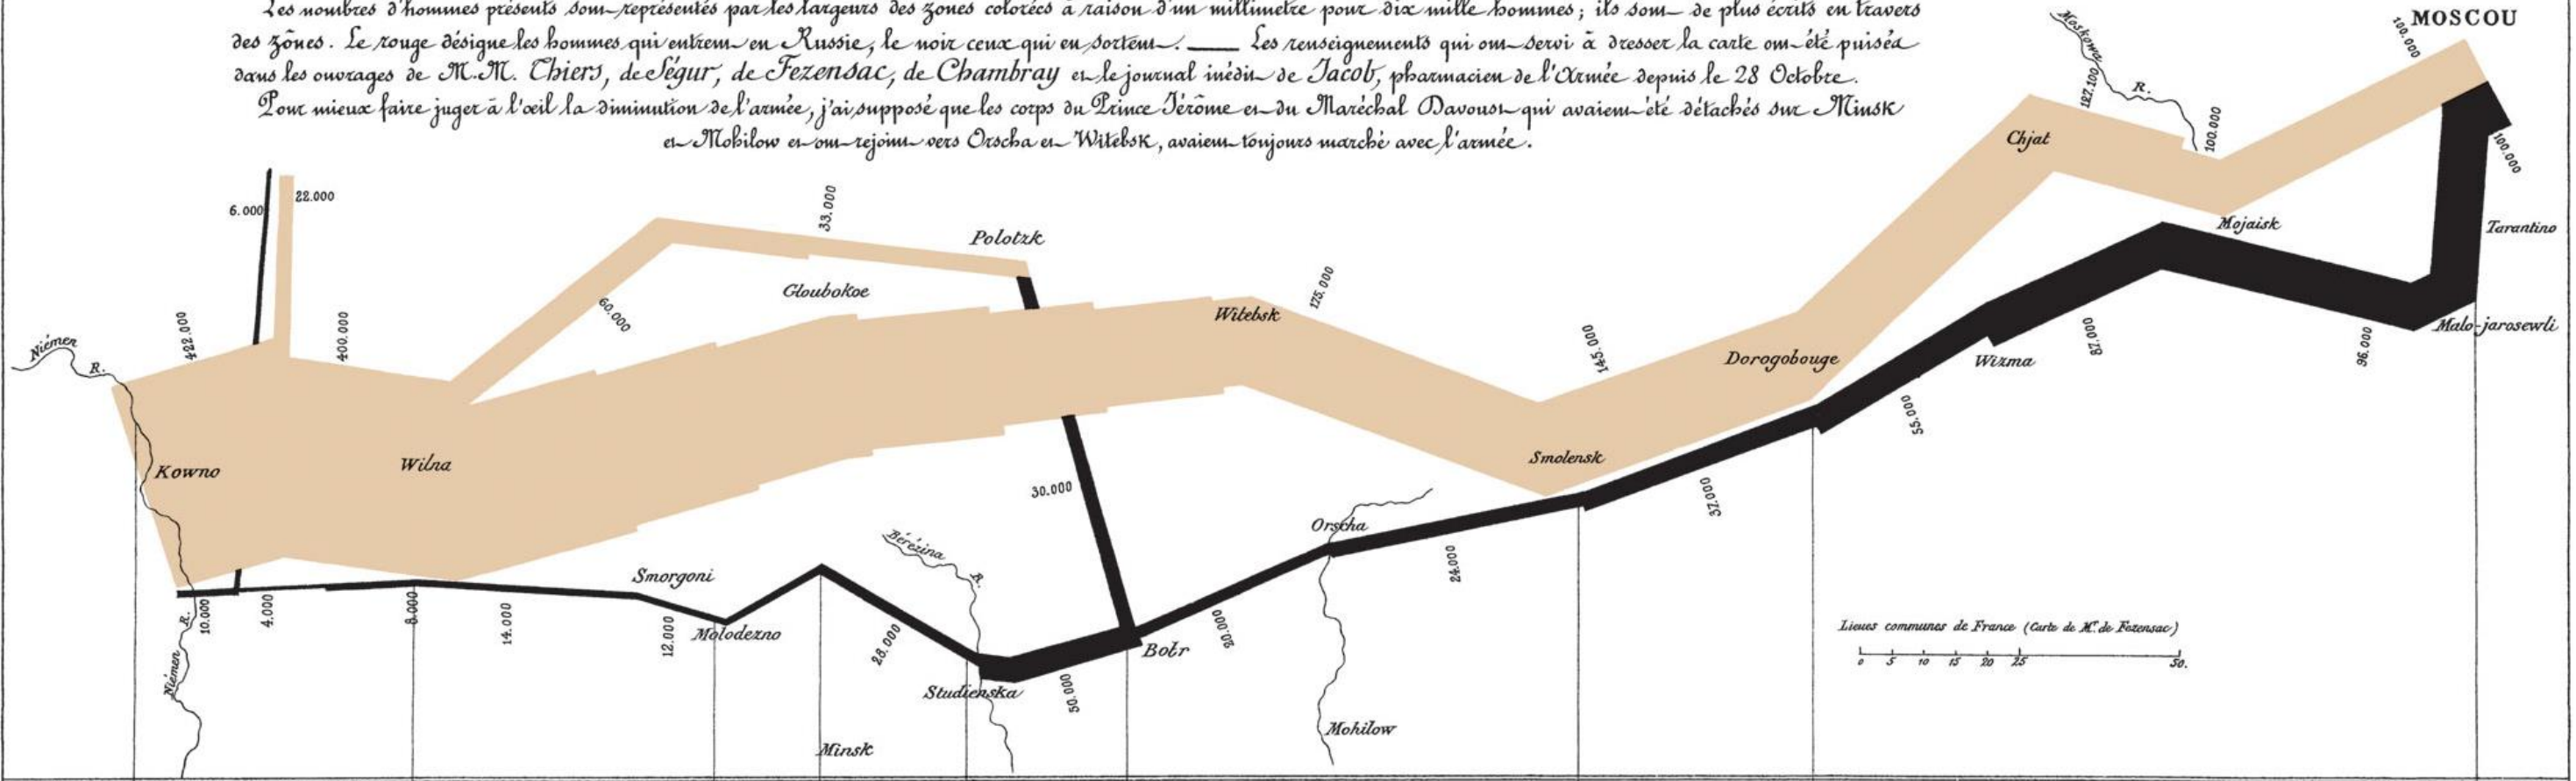 Les nombres d'hommes présents sont représentés par les largeurs des zones colorées à raison d'un millimètre pour dix mille hommes; ils sont de plus écrits en travers
des zônes. Le rouge désigne les hommes qui entrent en Russie, le noir ceux qui en sortent. — Les renseignements qui ont servi à dresser la carte ont été puisés
dans les ouvrages de M.M. Thiers, de Ségur, de Fezensac, de Chambray et le journal inédit de Jacob, pharmacien de l'Armée depuis le 28 Octobre.
Pour mieux faire juger à l'œil la diminution de l'armée, j'ai supposé que les corps du Prince Jérôme et du Maréchal Davoust qui avaient été détachés sur Minsk
et Mohilow et ont rejoint vers Orscha et Witebsk, avaient toujours marché avec l'armée.
MOSCOU
100.000
Moskowa
R.
127.100
100.000
Chjat
100.000
22.000
6.000
33.000
Polotzk
Mojaisk
Tarantino
Gloubokoe
60.000
175.000
Witebsk
422.000
400.000
Niémen
R.
145.000
Dorogobouge
Malo-jarosewli
Wizma
87.000
96.000
55.000
Kowno
Wilna
Smolensk
30.000
37.000
Orscha
Bérézina
R.
24.000
Smorgoni
10.000
4.000
8.000
14.000
12.000
Molodezno
28.000
20.000
Botr
Studienska
50.000
R.
Niémen
Lieues communes de France (Carte de M.r de Fezensac)
0 5 10 15 20 25 50.
Mohilow
Minsk